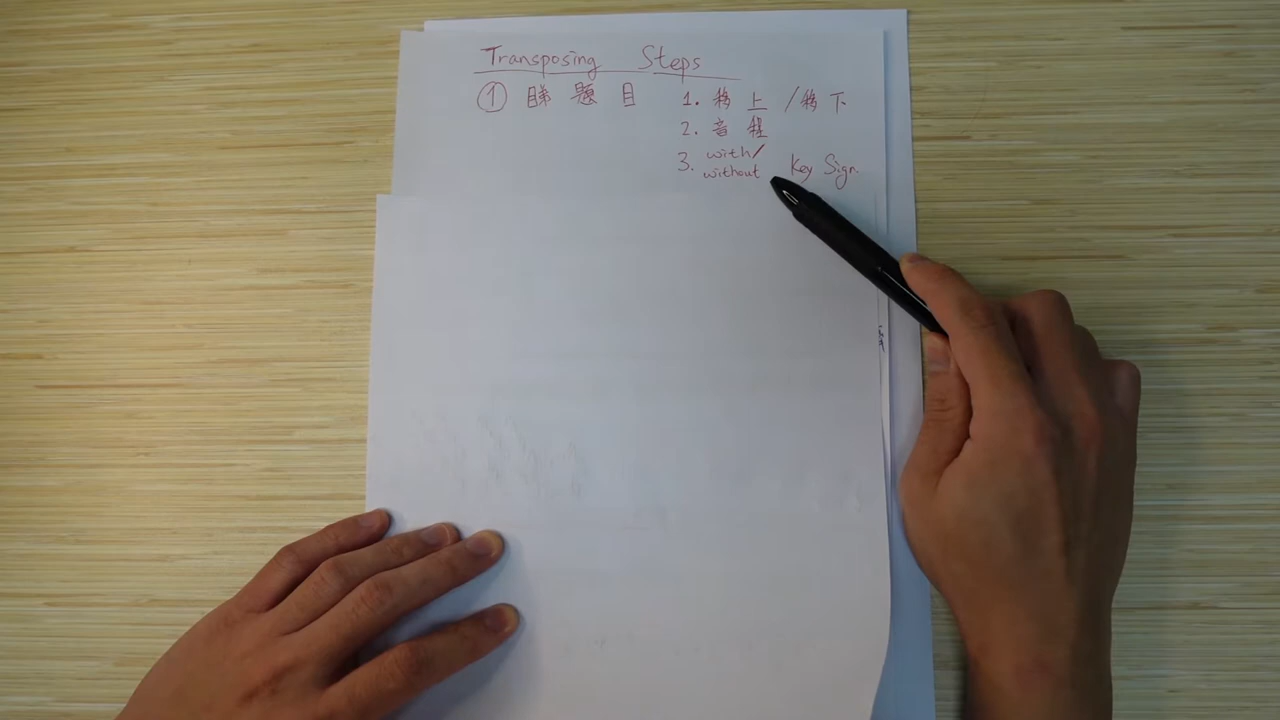 Transposing Steps
① 睇題目 1. 移上/移下
2. 音程
3. with/without Key Sign.